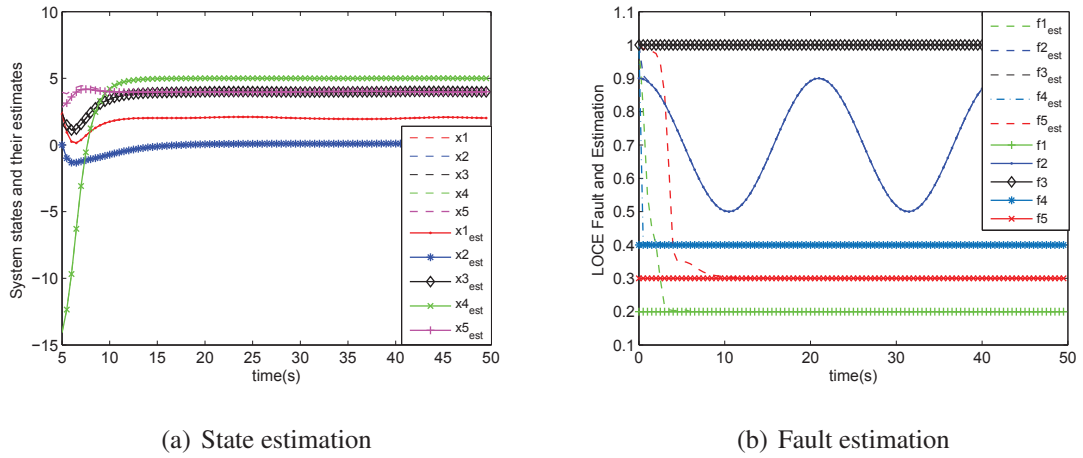 System states and their estimates
10
5
0
−5
−10
−15
5
10
15
20
25
30
35
40
45
50
time(s)
x1
x2
x3
x4
x5
x1est
x2est
x3est
x4est
x5est
(a) State estimation
LOCE Fault and Estimation
1.1
1
0.9
0.8
0.7
0.6
0.5
0.4
0.3
0.2
0.1
0
10
20
30
40
50
time(s)
f1est
f2est
f3est
f4est
f5est
f1
f2
f3
f4
f5
(b) Fault estimation